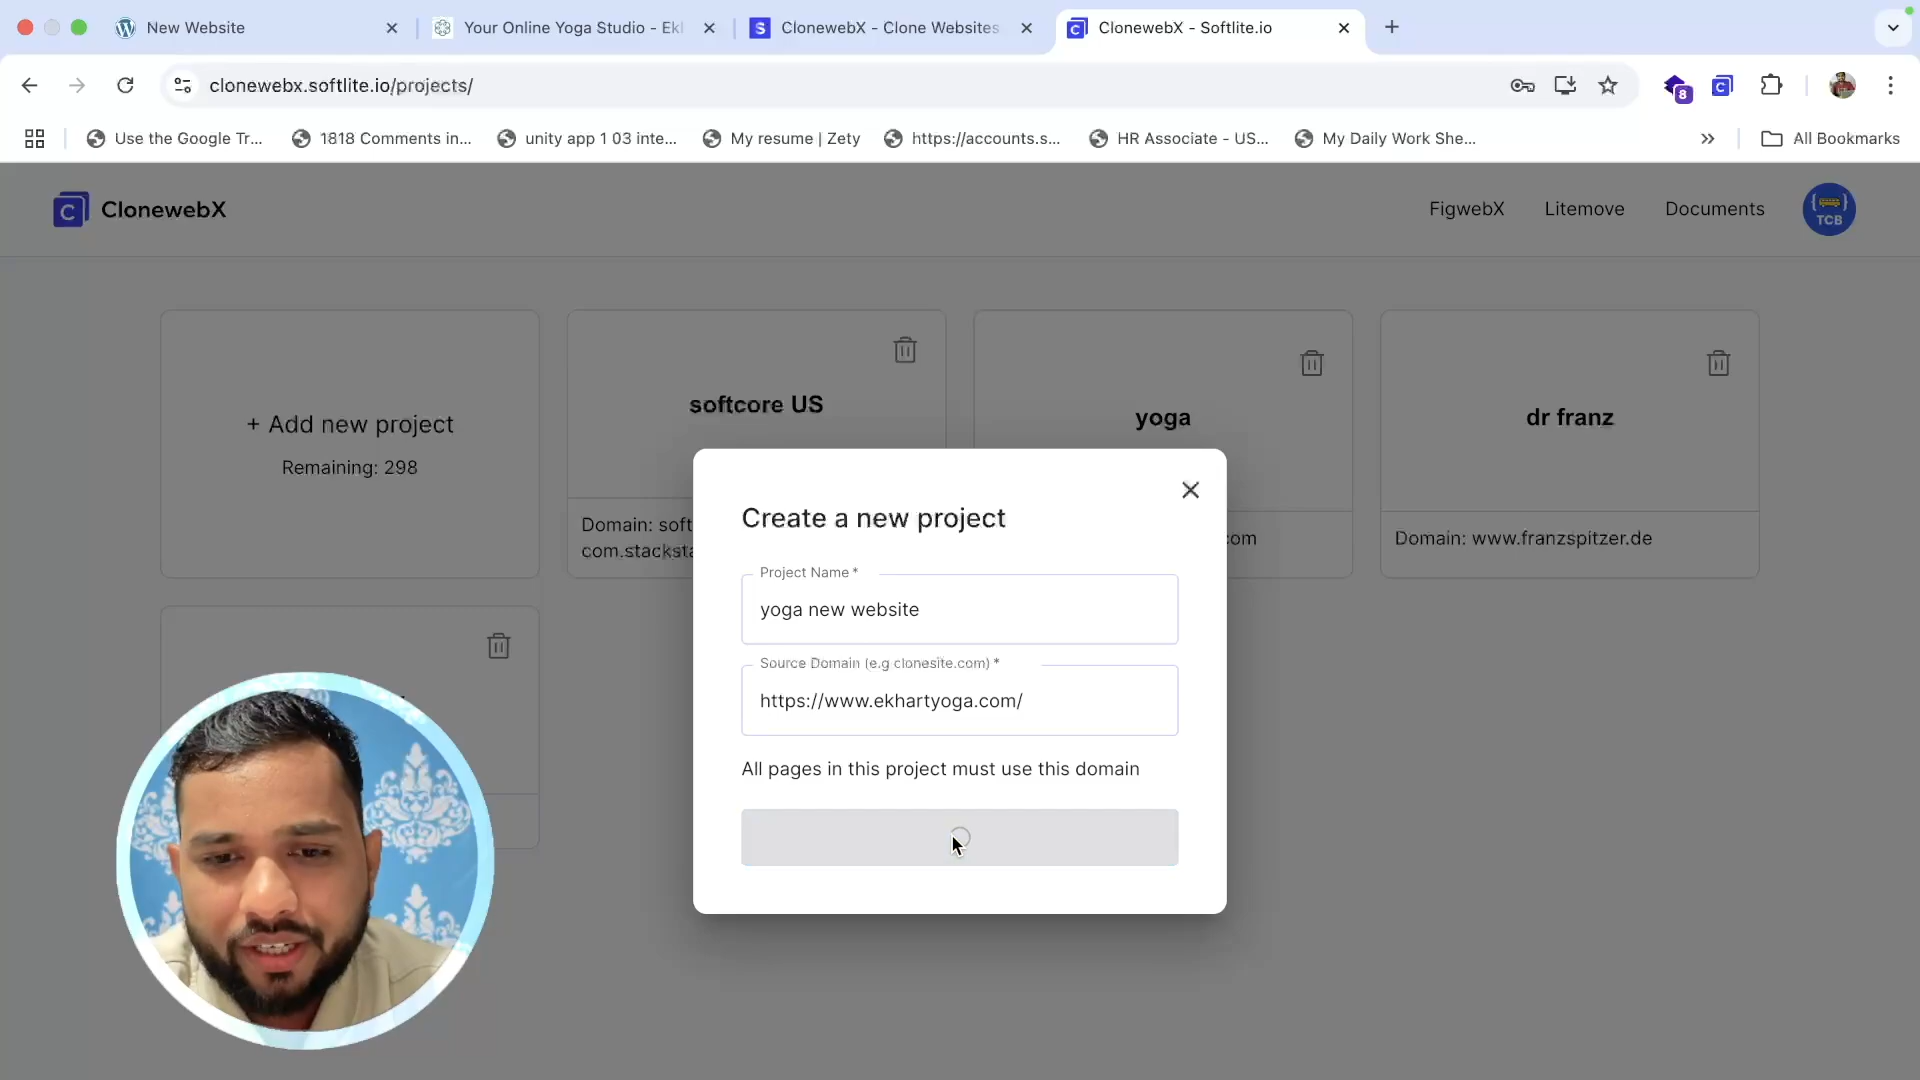 New Website
Your Online Yoga Studio - Ek
ClonewebX - Clone Websites
ClonewebX - Softlite.io
clonewebx.softlite.io/projects/
8
Use the Google Tr...
1818 Comments in...
unity app 1 03 inte...
My resume | Zety
https://accounts.s...
HR Associate - US...
My Daily Work She...
All Bookmarks
ClonewebX
FigwebX
Litemove
Documents
{ }
TCB
+ Add new project
Remaining: 298
softcore US
Domain: soft
com.stacksta
yoga
com
dr franz
Domain: www.franzspitzer.de
Create a new project
Project Name *
yoga new website
Source Domain (e.g clonesite.com) *
https://www.ekhartyoga.com/
All pages in this project must use this domain